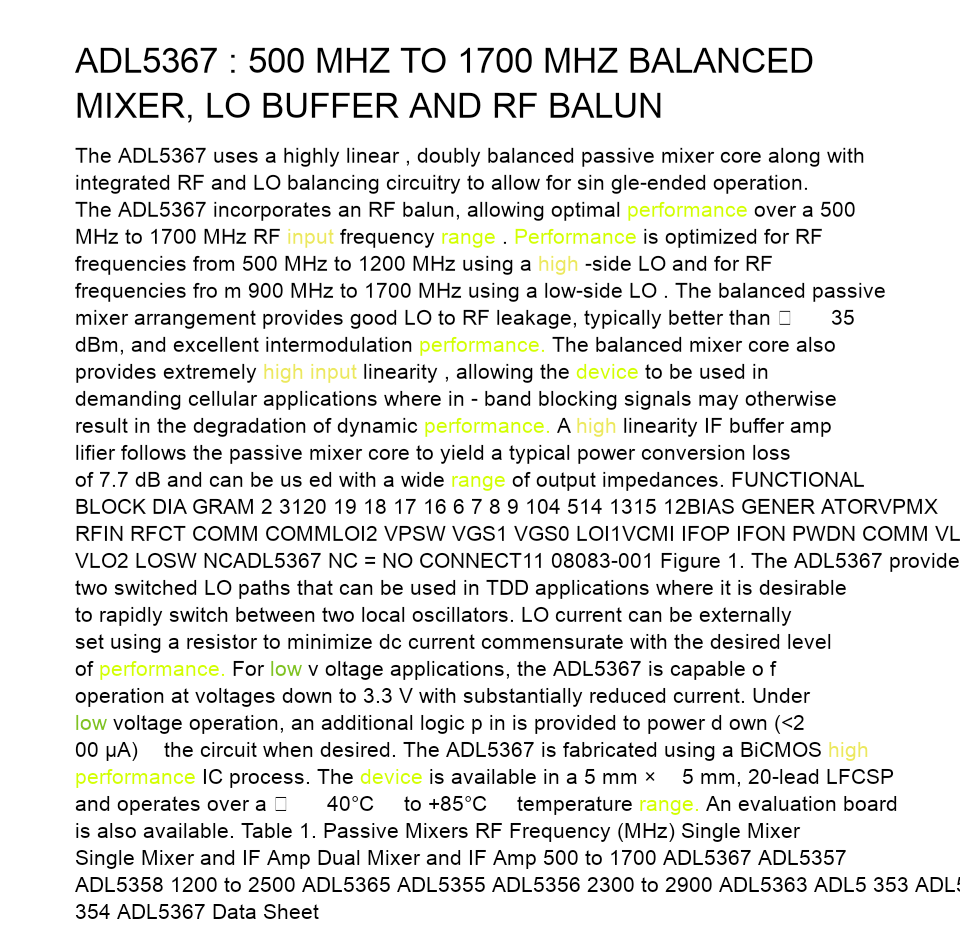 ADL5367 : 500 MHZ TO 1700 MHZ BALANCED
MIXER, LO BUFFER AND RF BALUN
The ADL5367 uses a highly linear , doubly balanced passive mixer core along with
integrated RF and LO balancing circuitry to allow for sin gle-ended operation.
The ADL5367 incorporates an RF balun, allowing optimal performance over a 500
MHz to 1700 MHz RF input frequency range . Performance is optimized for RF
frequencies from 500 MHz to 1200 MHz using a high -side LO and for RF
frequencies fro m 900 MHz to 1700 MHz using a low-side LO . The balanced passive
mixer arrangement provides good LO to RF leakage, typically better than □ 35
dBm, and excellent intermodulation performance. The balanced mixer core also
provides extremely high input linearity , allowing the device to be used in
demanding cellular applications where in - band blocking signals may otherwise
result in the degradation of dynamic performance. A high linearity IF buffer amp
lifier follows the passive mixer core to yield a typical power conversion loss
of 7.7 dB and can be us ed with a wide range of output impedances. FUNCTIONAL
BLOCK DIA GRAM 2 3120 19 18 17 16 6 7 8 9 104 514 1315 12BIAS GENER ATORVPMX
RFIN RFCT COMM COMMLOI2 VPSW VGS1 VGS0 LOI1VCMI IFOP IFON PWDN COMM VL
VLO2 LOSW NCADL5367 NC = NO CONNECT11 08083-001 Figure 1. The ADL5367 provide
two switched LO paths that can be used in TDD applications where it is desirable
to rapidly switch between two local oscillators. LO current can be externally
set using a resistor to minimize dc current commensurate with the desired level
of performance. For low v oltage applications, the ADL5367 is capable o f
operation at voltages down to 3.3 V with substantially reduced current. Under
low voltage operation, an additional logic p in is provided to power d own (<2
00 μA) the circuit when desired. The ADL5367 is fabricated using a BiCMOS high
performance IC process. The device is available in a 5 mm × 5 mm, 20-lead LFCSP
and operates over a □ 40°C to +85°C temperature range. An evaluation board
is also available. Table 1. Passive Mixers RF Frequency (MHz) Single Mixer
Single Mixer and IF Amp Dual Mixer and IF Amp 500 to 1700 ADL5367 ADL5357
ADL5358 1200 to 2500 ADL5365 ADL5355 ADL5356 2300 to 2900 ADL5363 ADL5 353 ADL5
354 ADL5367 Data Sheet